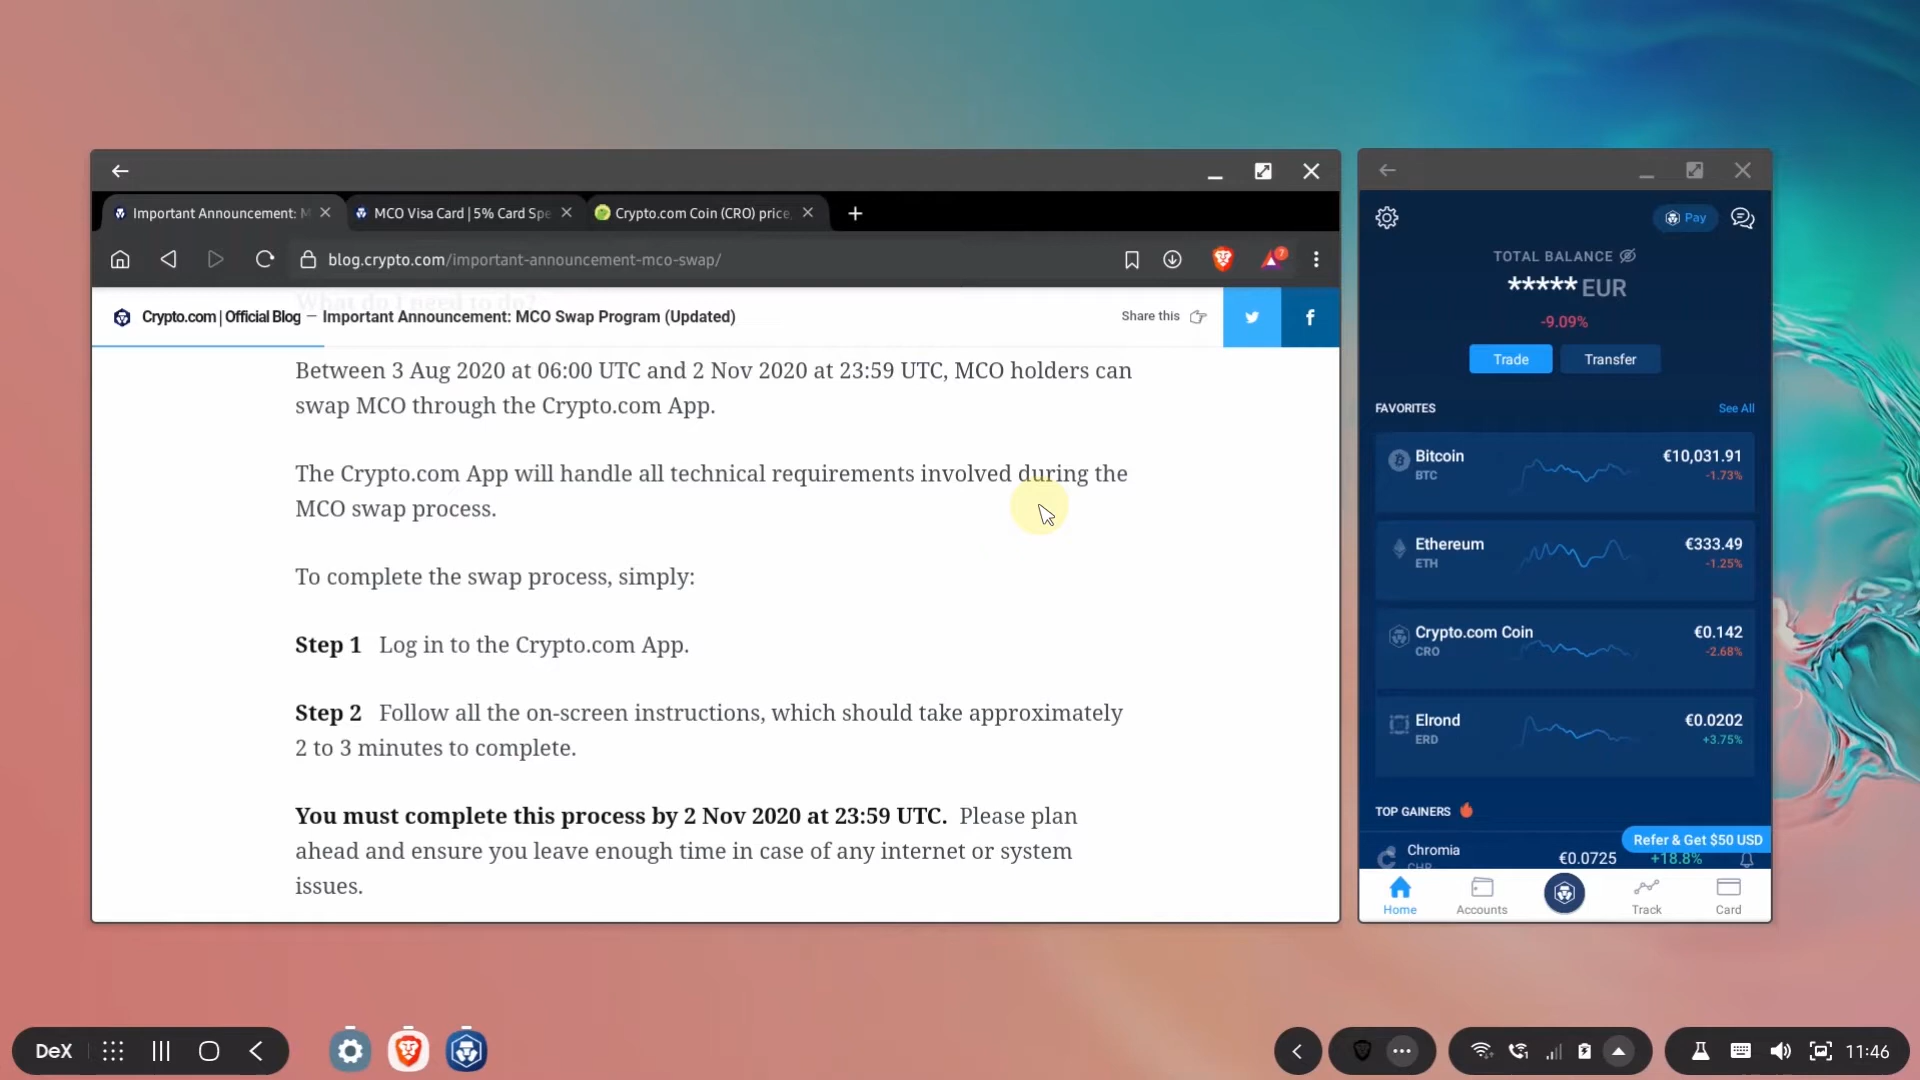 Important Announcement: M
MCO Visa Card | 5% Card Spe
Crypto.com Coin (CRO) price,
blog.crypto.com/important-announcement-mco-swap/
7
What do I need to do?
Crypto.com | Official Blog — Important Announcement: MCO Swap Program (Updated)
Share this
Between 3 Aug 2020 at 06:00 UTC and 2 Nov 2020 at 23:59 UTC, MCO holders can
swap MCO through the Crypto.com App.
The Crypto.com App will handle all technical requirements involved during the
MCO swap process.
To complete the swap process, simply:
Step 1 Log in to the Crypto.com App.
Step 2 Follow all the on-screen instructions, which should take approximately
2 to 3 minutes to complete.
You must complete this process by 2 Nov 2020 at 23:59 UTC. Please plan
ahead and ensure you leave enough time in case of any internet or system
issues.
Pay
TOTAL BALANCE
***** EUR
-9.09%
Trade
Transfer
FAVORITES
See All
Bitcoin
BTC
€10,031.91
-1.73%
Ethereum
ETH
€333.49
-1.25%
Crypto.com Coin
CRO
€0.142
-2.68%
Elrond
ERD
€0.0202
+3.75%
TOP GAINERS
Refer & Get $50 USD
Chromia
CHR
€0.0725
+18.8%
Home
Accounts
Track
Card
DeX
11:46